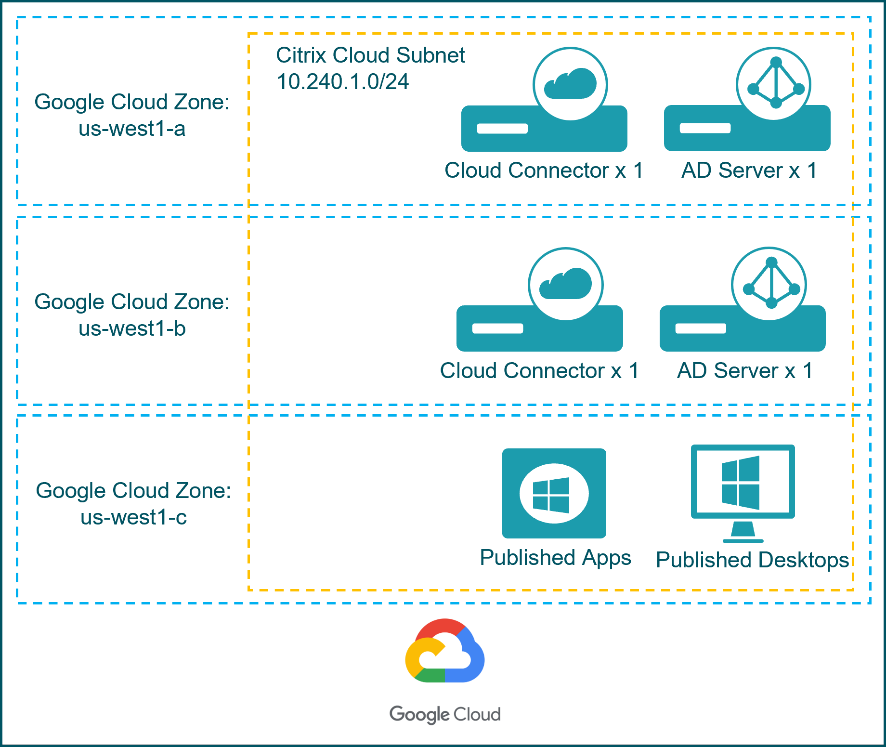 Citrix Cloud Subnet
10.240.1.0/24
Google Cloud Zone:
us-west1-a
Cloud Connector x 1
AD Server x 1
Google Cloud Zone:
us-west1-b
Cloud Connector x 1
AD Server x 1
Google Cloud Zone:
us-west1-c
Published Apps
Published Desktops
Google Cloud